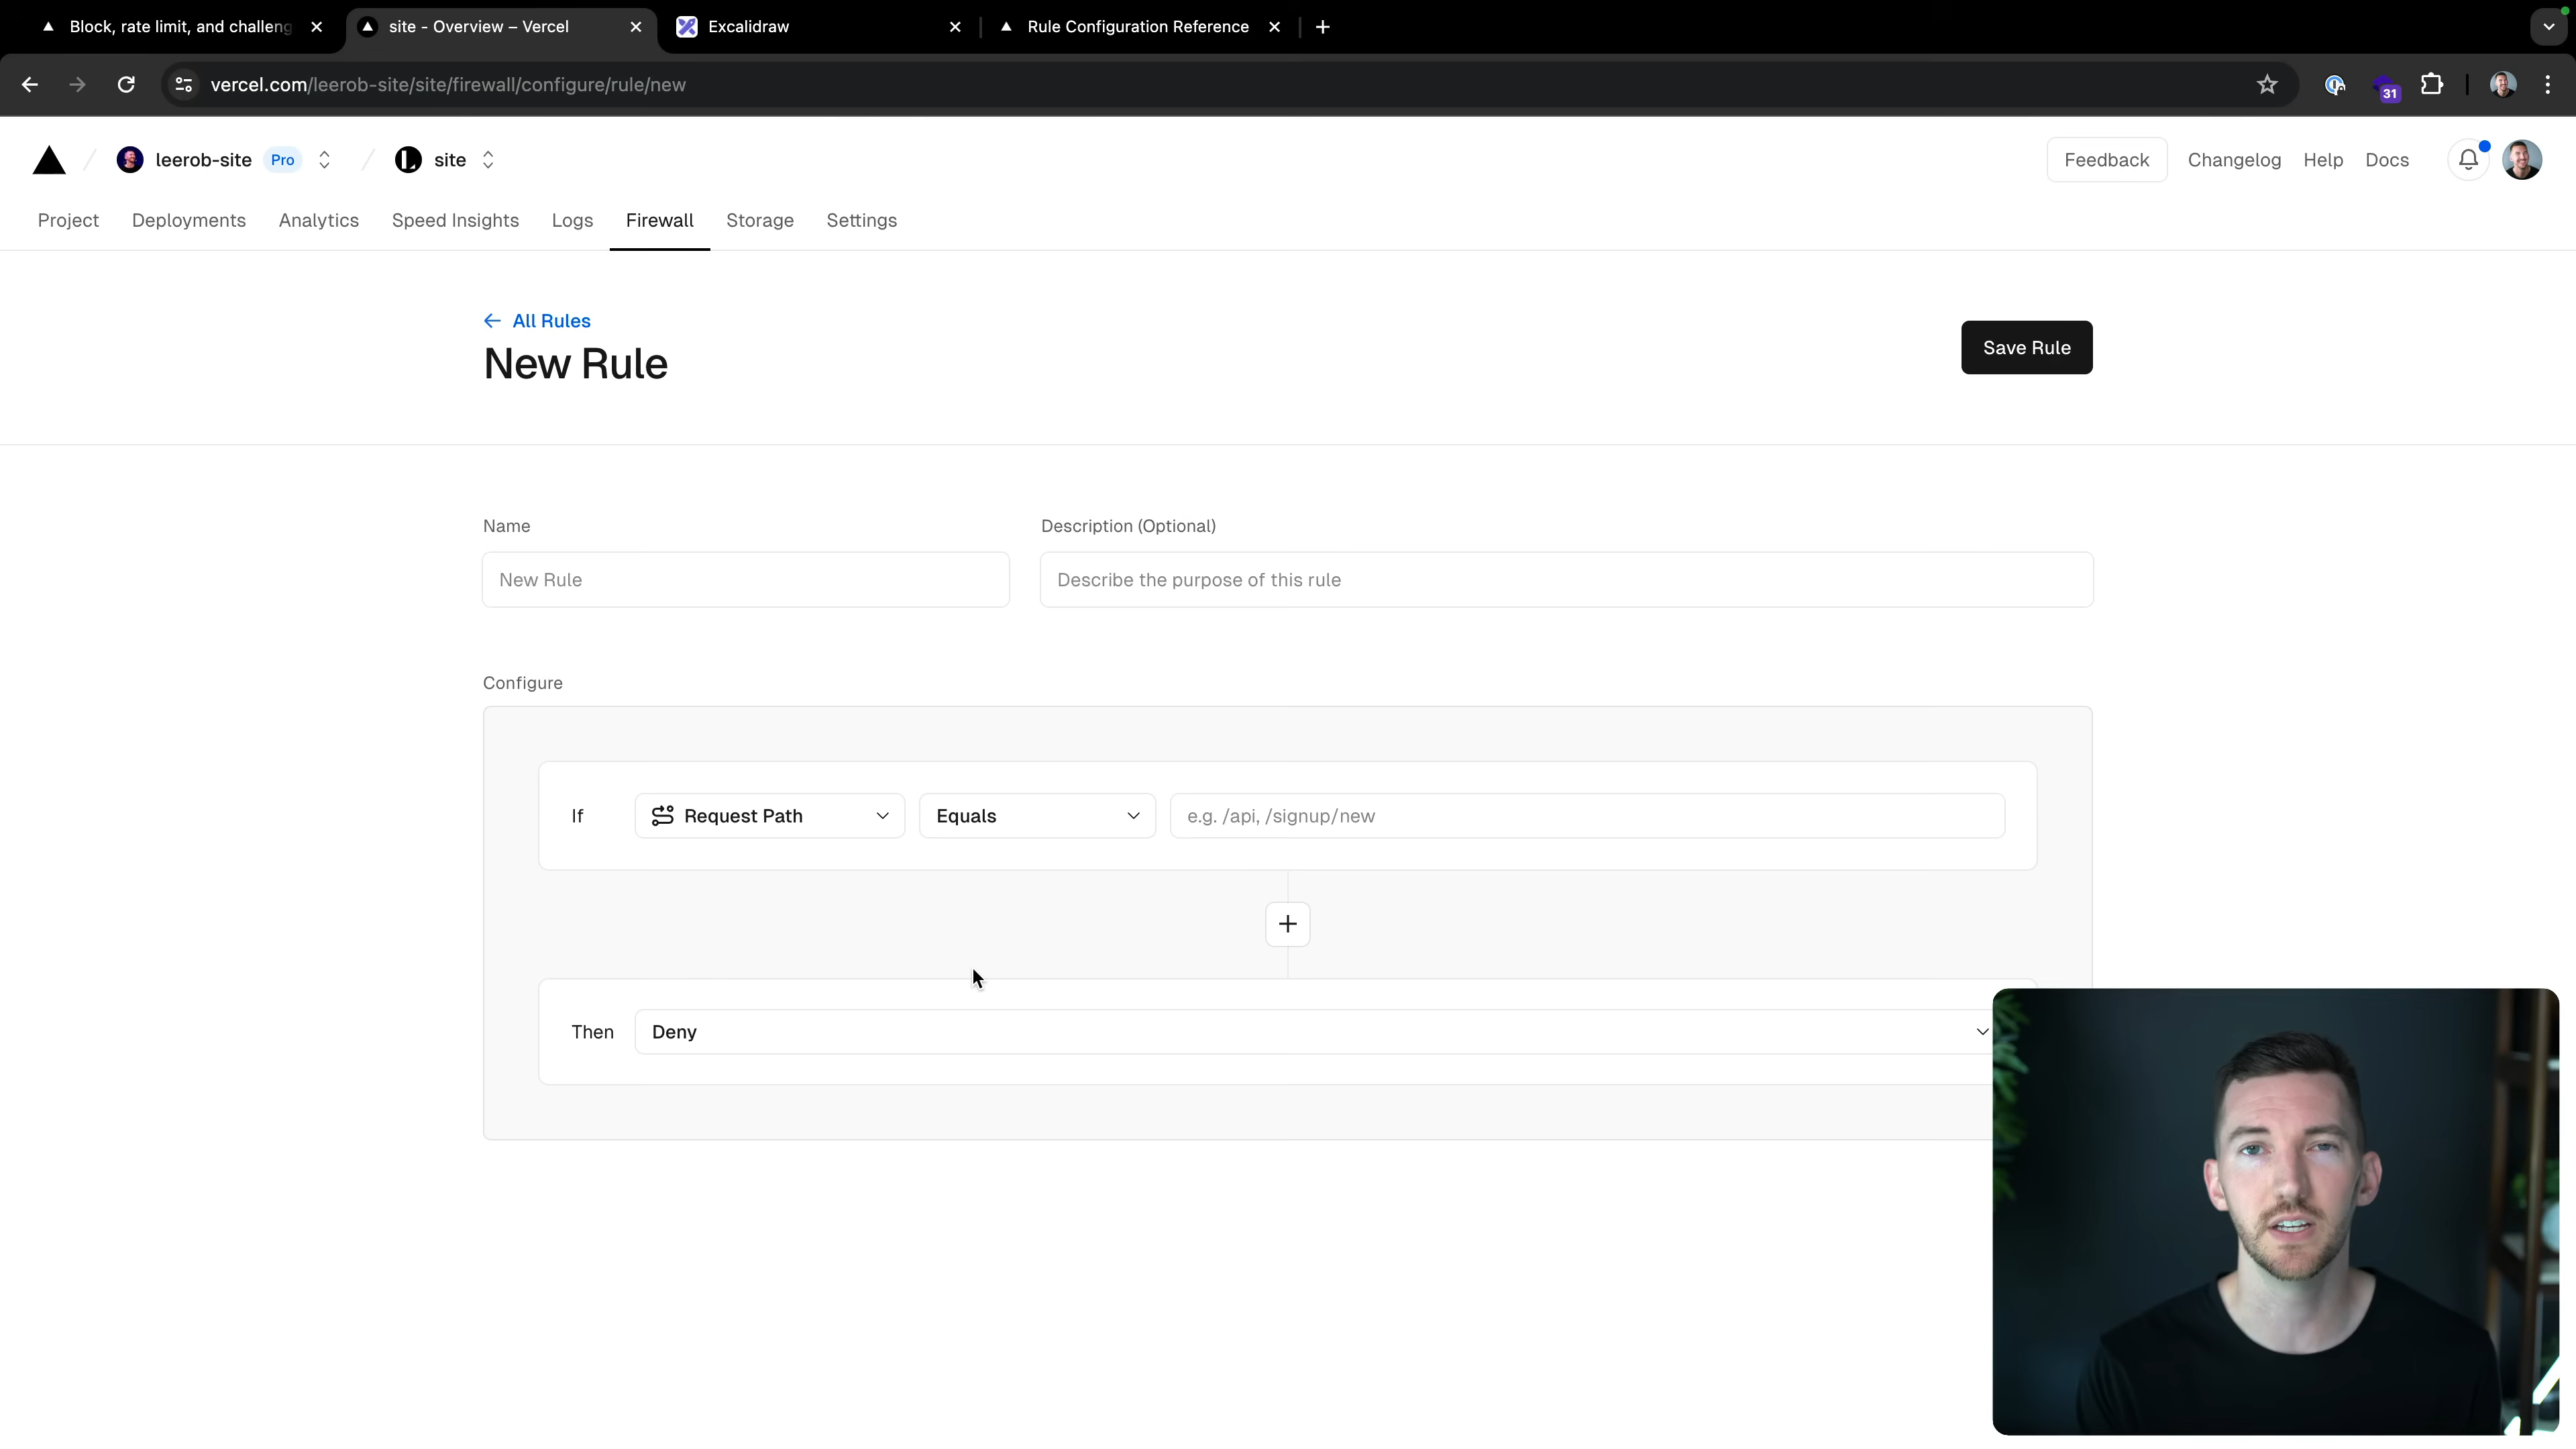 Block, rate limit, and challeng
site - Overview – Vercel
Excalidraw
Rule Configuration Reference
vercel.com/leerob-site/site/firewall/configure/rule/new
31
leerob-site Pro
site
Feedback
Changelog
Help
Docs
Project
Deployments
Analytics
Speed Insights
Logs
Firewall
Storage
Settings
← All Rules
New Rule
Save Rule
Name
Description (Optional)
New Rule
Describe the purpose of this rule
Configure
If
Request Path
Equals
e.g. /api, /signup/new
Then
Deny